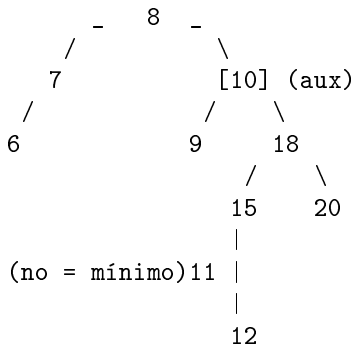 _ 8 _
/ \
7 [10] (aux)
/ / \
6 9 18
/ \
15 20
|
(no = mínimo)11 |
|
12